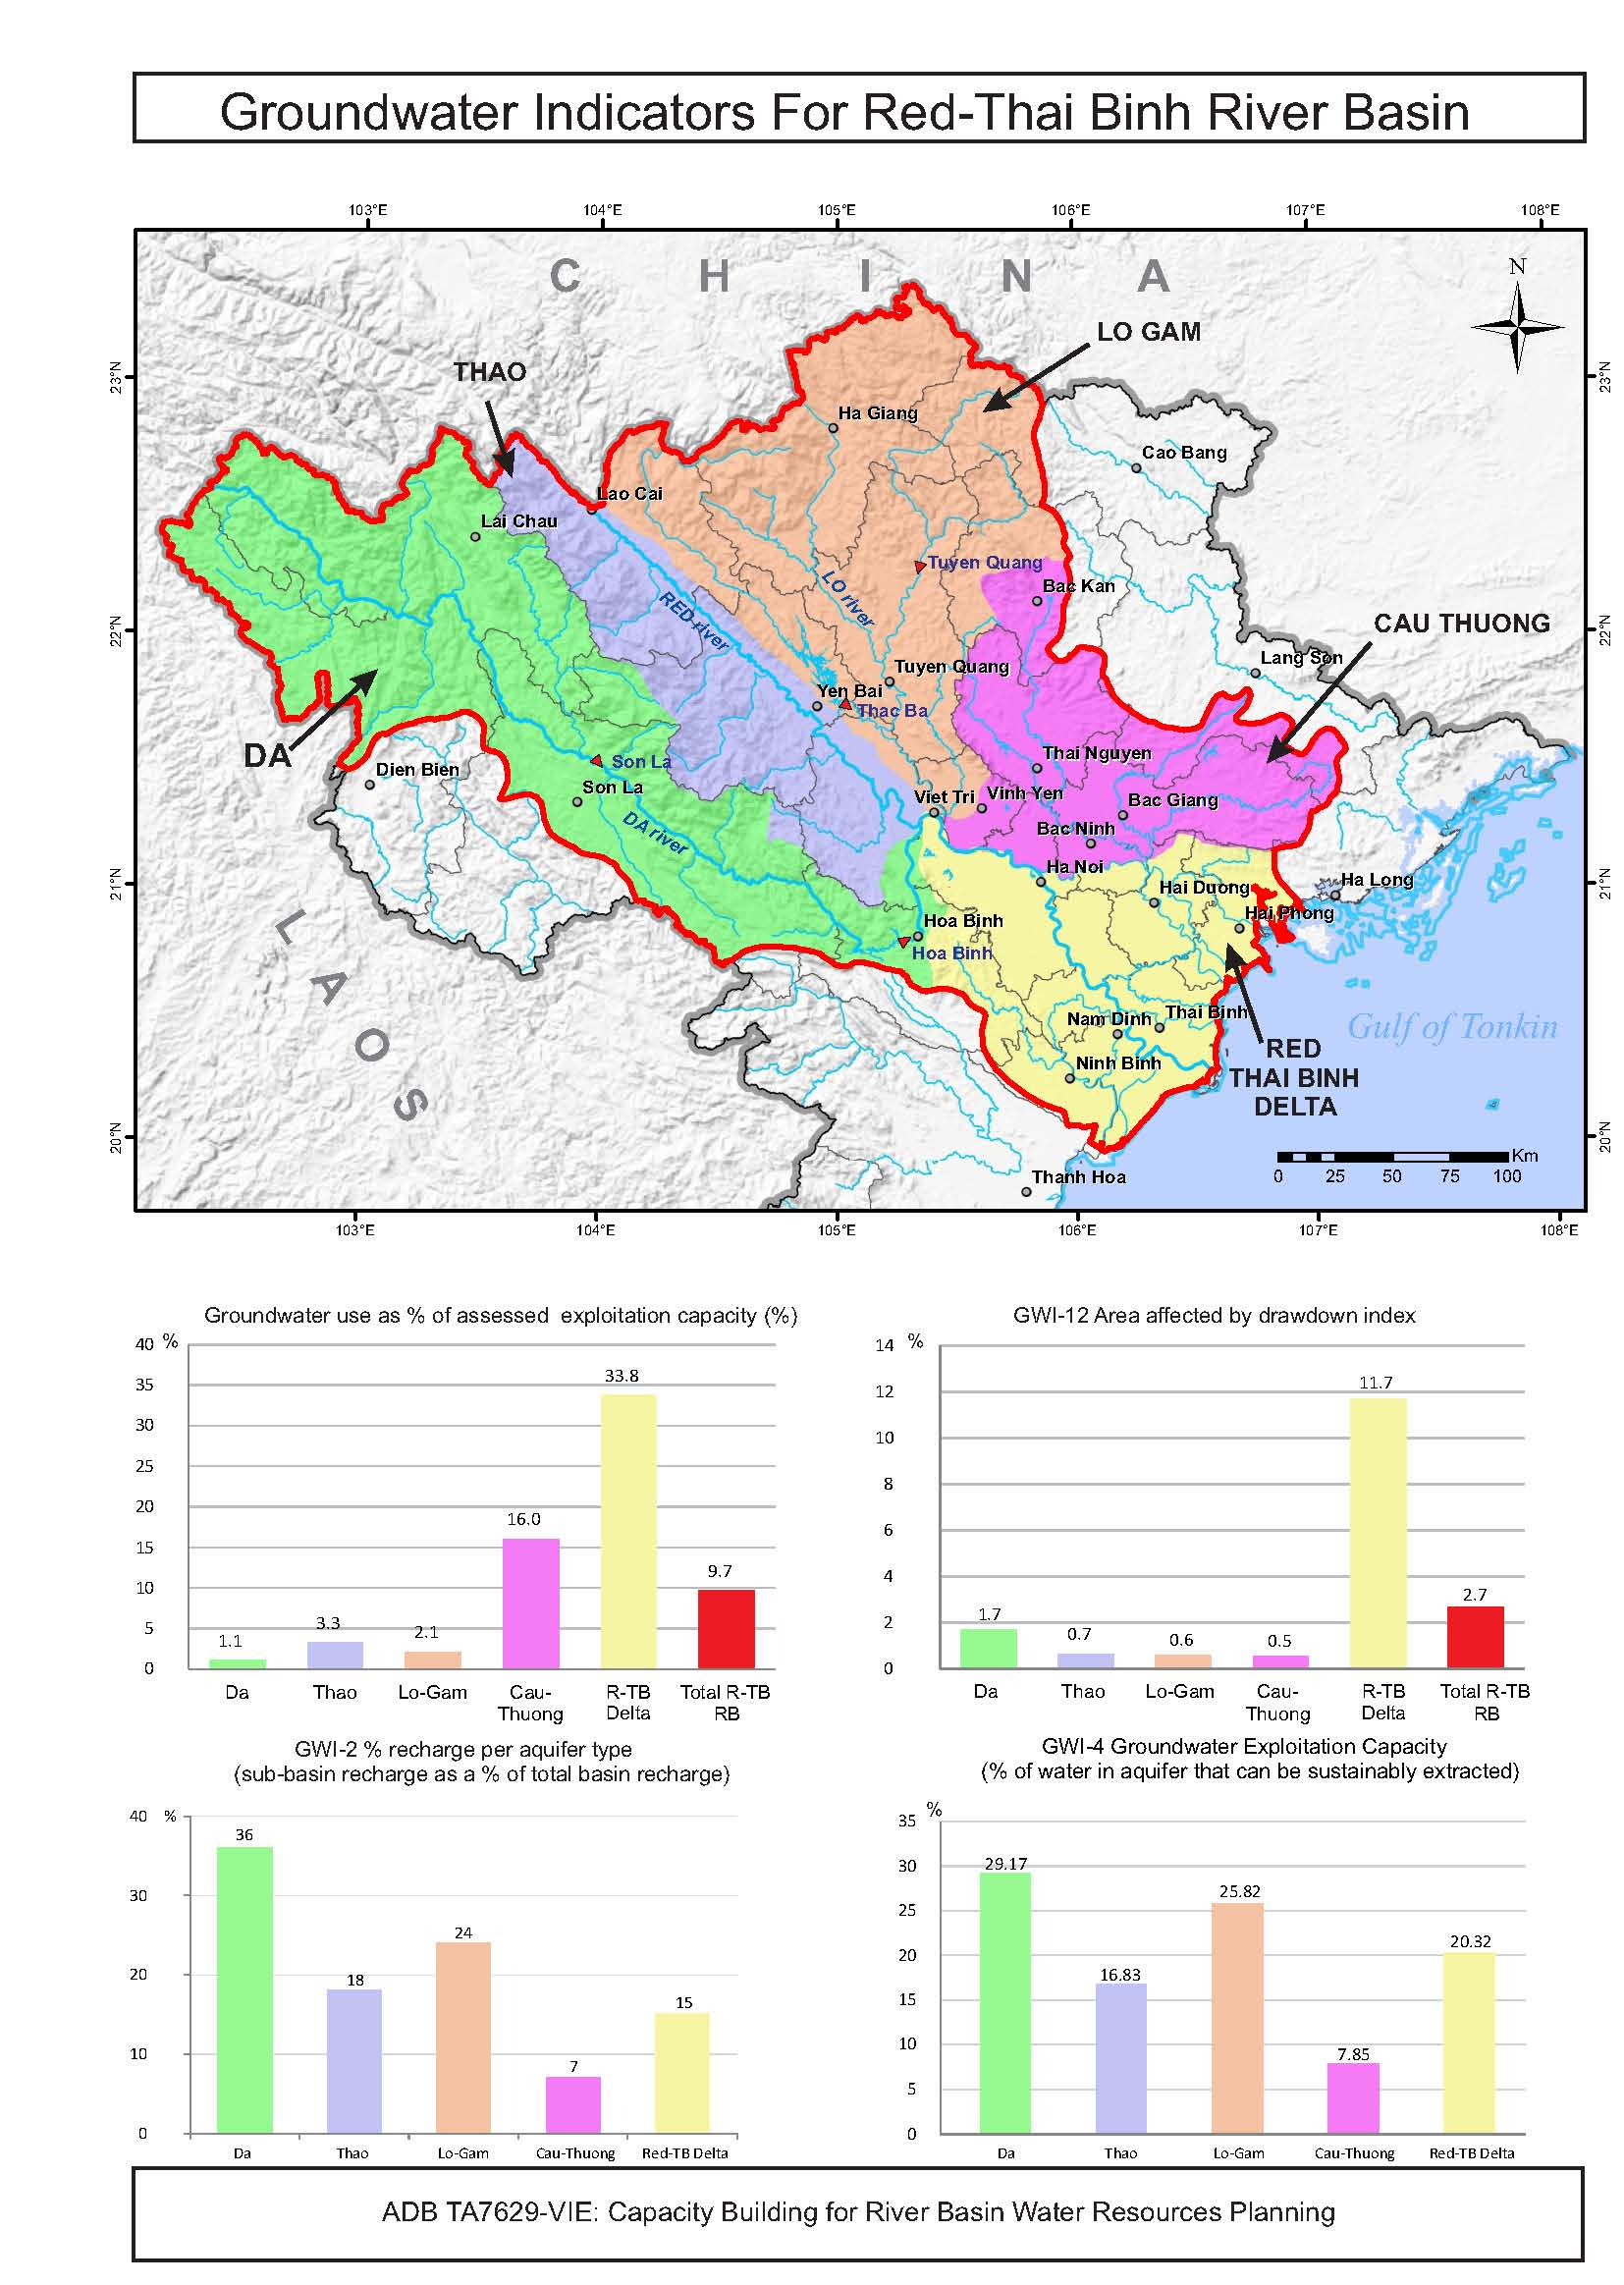 Groundwater Indicators For Red-Thai Binh River Basin
103°E 104°E 105°E 106°E 107°E 108°E
C H I N A
N
LO GAM
THAO
23°N 23°N
Ha Giang
Cao Bang
Lao Cai
Lai Chau
Tuyen Quang
LO river
Bac Kan
RED river
CAU THUONG
22°N 22°N
Lang Son
Tuyen Quang
Yen Bai
Thac Ba
DA
Thai Nguyen
Son La
Dien Bien
Son La
Viet Tri
Vinh Yen
Bac Giang
DA river
Bac Ninh
Ha Noi
21°N 21°N
Ha Long
Hai Duong
Hai Phong
Hoa Binh
Hoa Binh
LAOS
Nam Dinh
Thai Binh
Gulf of Tonkin
RED
THAI BINH
DELTA
Ninh Binh
20°N 20°N
Km
0 25 50 75 100
Thanh Hoa
103°E 104°E 105°E 106°E 107°E 108°E
Groundwater use as % of assessed exploitation capacity (%)
40 %
35
30
25
20
15
10
5
0
1.1
3.3
2.1
16.0
33.8
9.7
Da Thao Lo-Gam Cau- R-TB Total R-TB
Thuong Delta RB
GWI-12 Area affected by drawdown index
14 %
12
10
8
6
4
2
0
1.7
0.7
0.6
0.5
11.7
2.7
Da Thao Lo-Gam Cau- R-TB Total R-TB
Thuong Delta RB
GWI-2 % recharge per aquifer type
(sub-basin recharge as a % of total basin recharge)
40 %
30
20
10
0
36
18
24
7
15
Da Thao Lo-Gam Cau-Thuong Red-TB Delta
GWI-4 Groundwater Exploitation Capacity
(% of water in aquifer that can be sustainably extracted)
%
35
30
25
20
15
10
5
0
29.17
16.83
25.82
7.85
20.32
Da Thao Lo-Gam Cau-Thuong Red-TB Delta
ADB TA7629-VIE: Capacity Building for River Basin Water Resources Planning